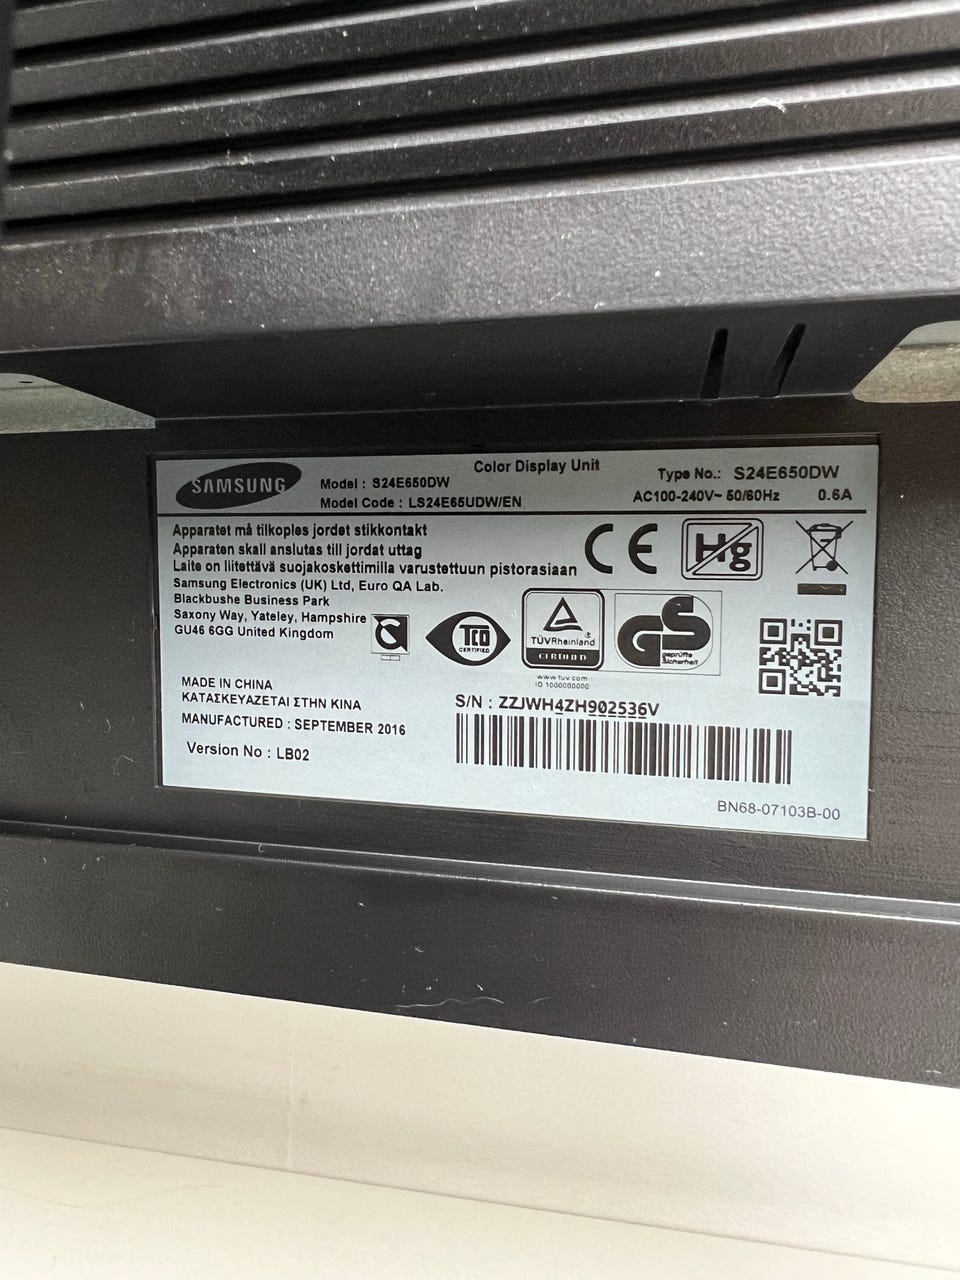 SAMSUNG
Color Display Unit
Model : S24E650DW
Type No.: S24E650DW
Model Code : LS24E65UDW/EN
AC100-240V~ 50/60Hz 0.6A
Apparatet må tilkoples jordet stikkontakt
Apparaten skall anslutas till jordat uttag
Laite on liitettävä suojakoskettimilla varustettuun pistorasiaan
Samsung Electronics (UK) Ltd, Euro QA Lab.
Blackbushe Business Park
Saxony Way, Yateley, Hampshire
GU46 6GG United Kingdom
CE
Hg
TCO
CERTIFIED
TÜVRheinland
CERTIFIED
www.tuv.com
ID 1000000000
GS
geprüfte
Sicherheit
MADE IN CHINA
ΚΑΤΑΣΚΕΥΑΖΕΤΑΙ ΣΤΗΝ ΚΙΝΑ
MANUFACTURED : SEPTEMBER 2016
Version No : LB02
S/N : ZZJWH4ZH902536V
BN68-07103B-00